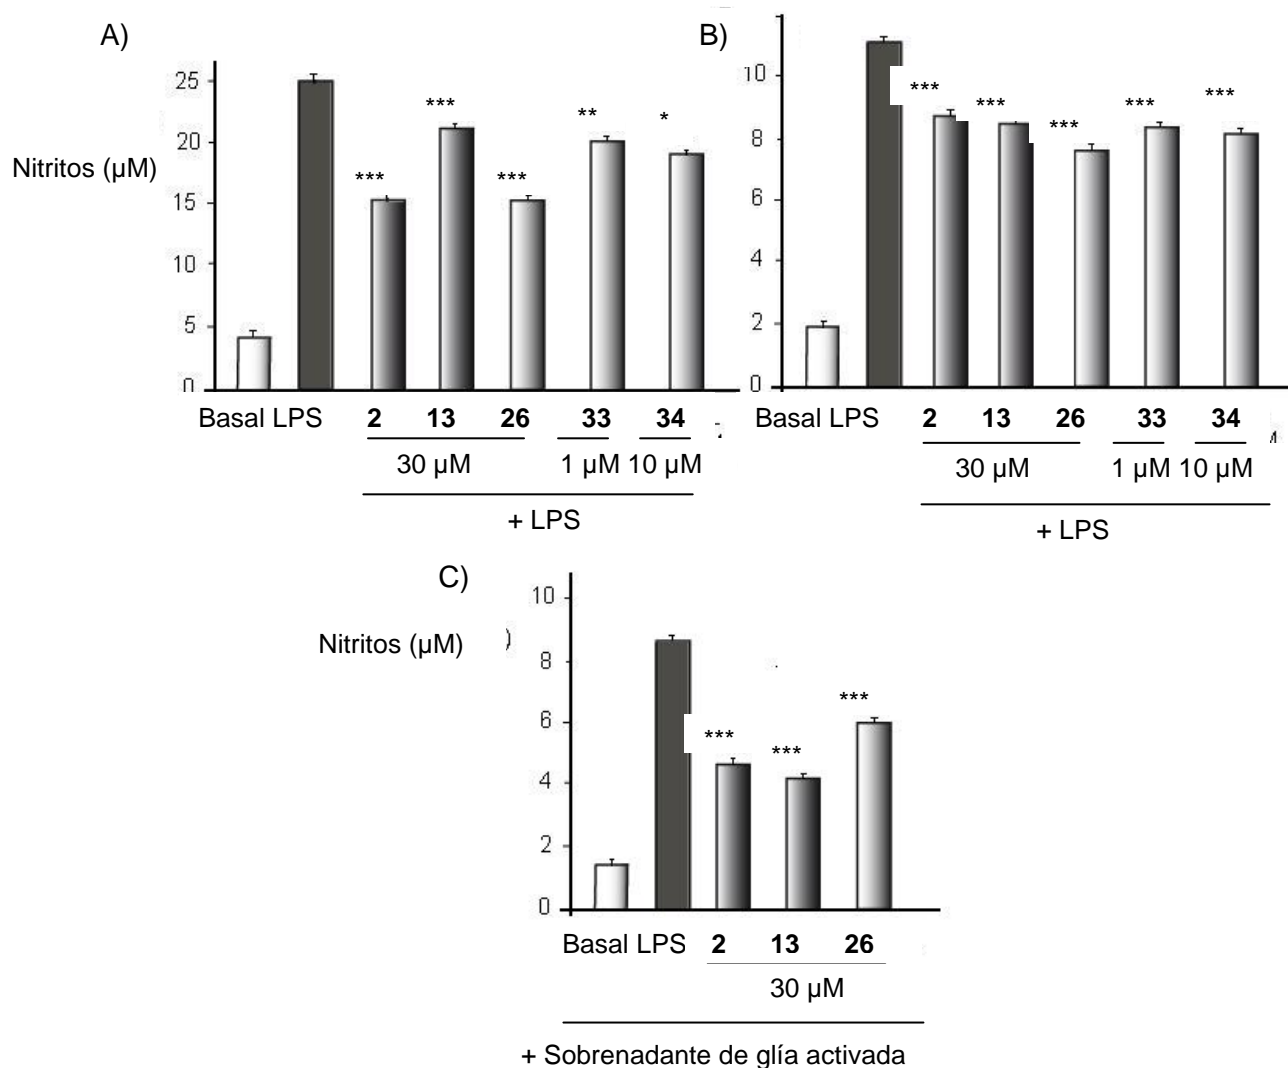 A)
25
20
Nitritos (µM)
15
10
5
0
*** *** *** ** *
Basal LPS 2 13 26 33 34
30 µM 1 µM 10 µM
+ LPS
B)
10
8
6
4
2
0
*** *** *** *** ***
Basal LPS 2 13 26 33 34
30 µM 1 µM 10 µM
+ LPS
C)
10
Nitritos (µM)
8
6
4
2
0
*** *** ***
Basal LPS 2 13 26
30 µM
+ Sobrenadante de glía activada